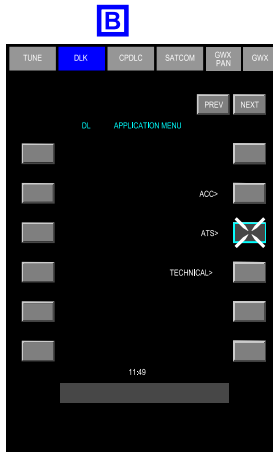 B
TUNE DLK CPDLC SATCOM GWX PAN GWX
PREV NEXT
DL APPLICATION MENU
ACC>
ATS>
TECHNICAL>
11:49